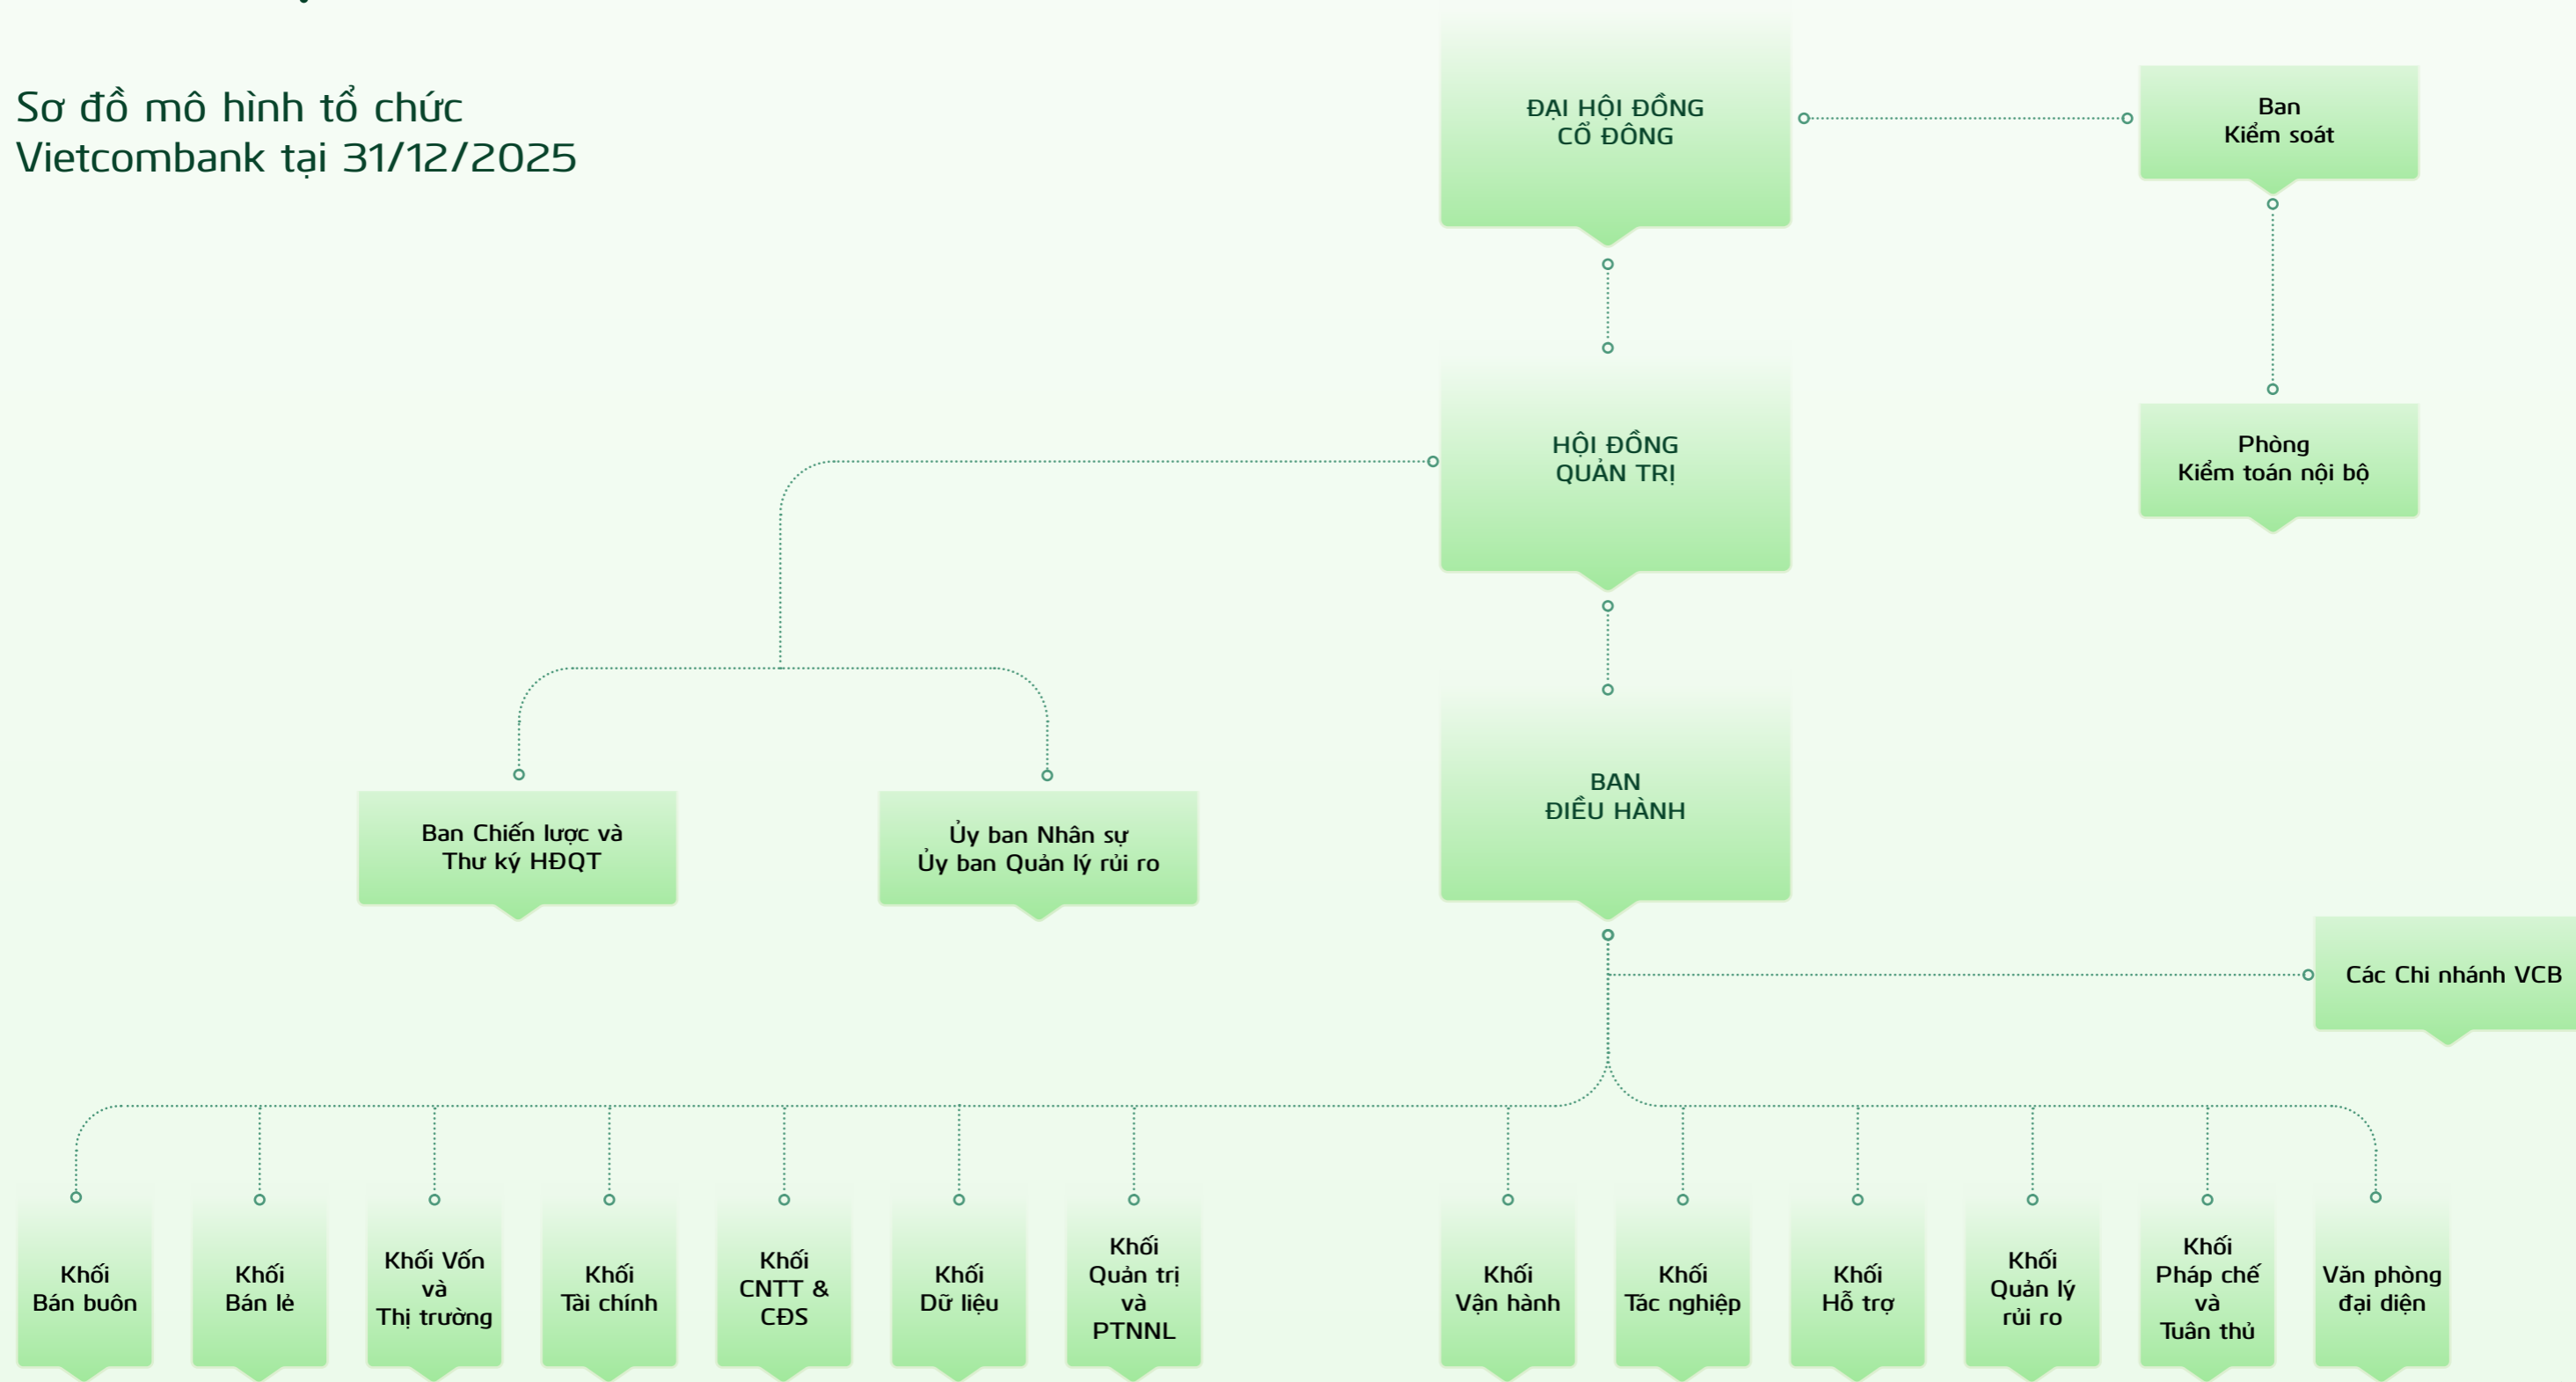 Sơ đồ mô hình tổ chức
Vietcombank tại 31/12/2025
ĐẠI HỘI ĐỒNG
CỔ ĐÔNG
Ban
Kiểm soát
HỘI ĐỒNG
QUẢN TRỊ
Phòng
Kiểm toán nội bộ
BAN
ĐIỀU HÀNH
Ban Chiến lược và
Thư ký HĐQT
Ủy ban Nhân sự
Ủy ban Quản lý rủi ro
Các Chi nhánh VCB
Khối
Bán buôn
Khối
Bán lẻ
Khối Vốn
và
Thị trường
Khối
Tài chính
Khối
CNTT &
CĐS
Khối
Dữ liệu
Khối
Quản trị
và
PTNNL
Khối
Vận hành
Khối
Tác nghiệp
Khối
Hỗ trợ
Khối
Quản lý
rủi ro
Khối
Pháp chế
và
Tuân thủ
Văn phòng
đại diện